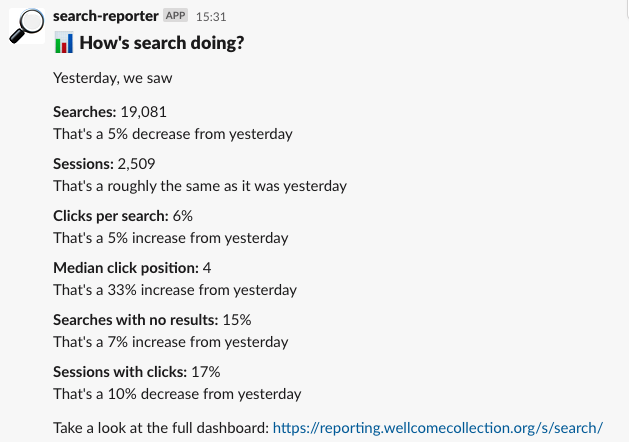 search-reporter APP 15:31
How's search doing?
Yesterday, we saw
Searches: 19,081
That's a 5% decrease from yesterday
Sessions: 2,509
That's a roughly the same as it was yesterday
Clicks per search: 6%
That's a 5% increase from yesterday
Median click position: 4
That's a 33% increase from yesterday
Searches with no results: 15%
That's a 7% increase from yesterday
Sessions with clicks: 17%
That's a 10% decrease from yesterday
Take a look at the full dashboard: https://reporting.wellcomecollection.org/s/search/